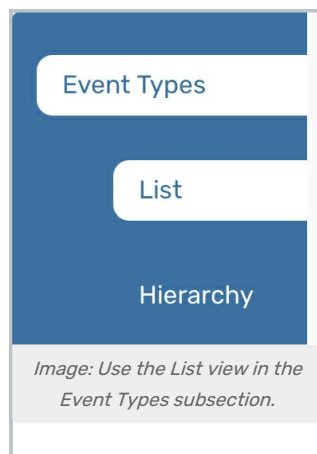 Event Types
List
Hierarchy
Image: Use the List view in the
Event Types subsection.